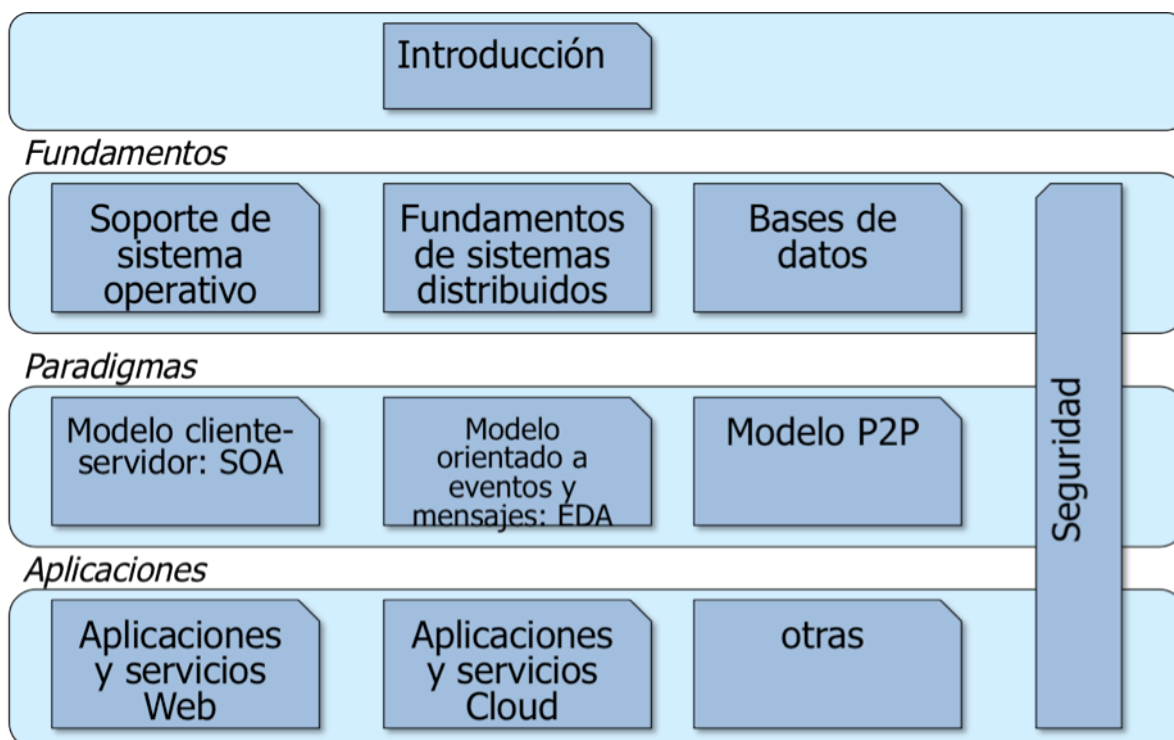 Introducción
Fundamentos
Soporte de
sistema
operativo
Fundamentos
de sistemas
distribuidos
Bases de
datos
Seguridad
Paradigmas
Modelo cliente-
servidor: SOA
Modelo
orientado a
eventos y
mensajes: EDA
Modelo P2P
Aplicaciones
Aplicaciones
y servicios
Web
Aplicaciones
y servicios
Cloud
otras